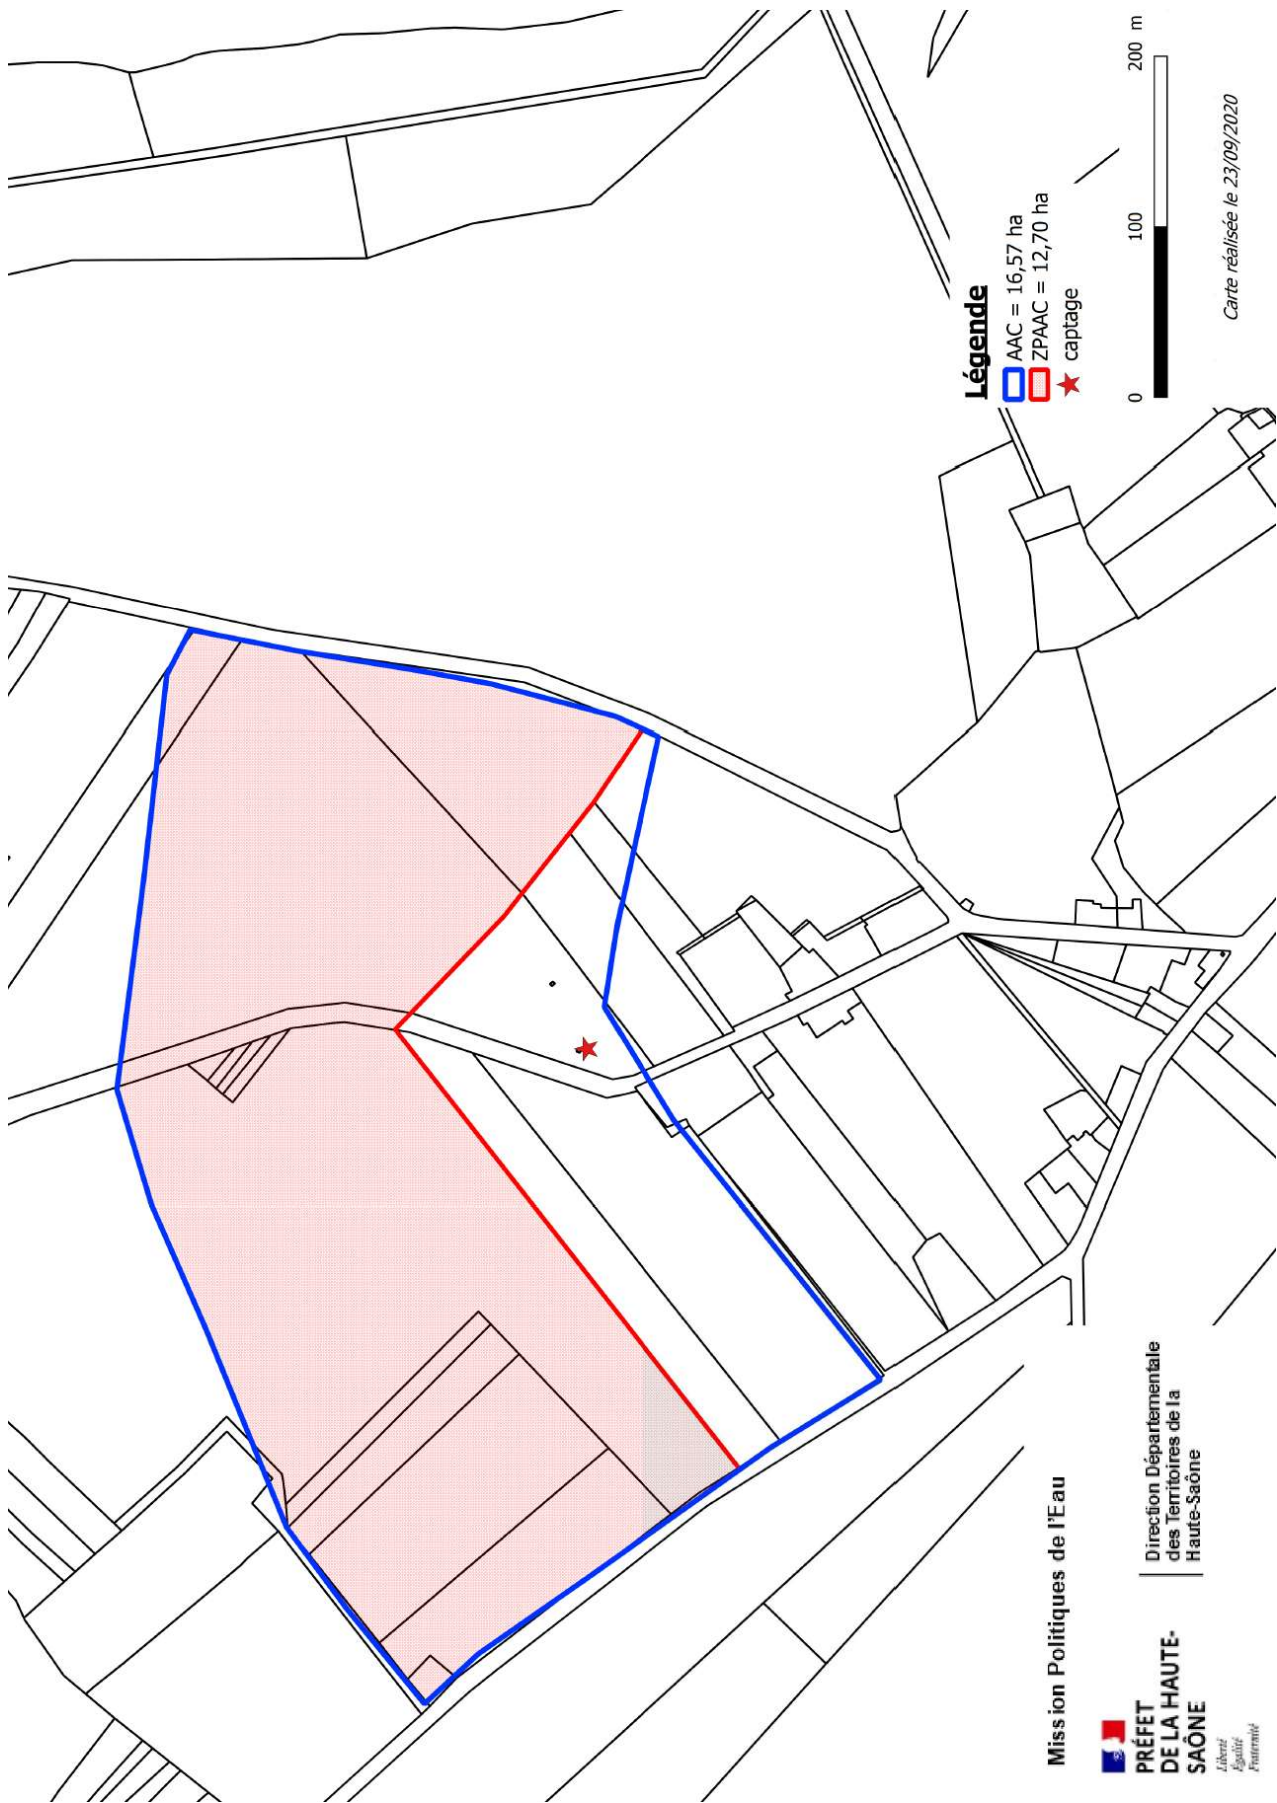 Légende
AAC = 16,57 ha
ZPAAC = 12,70 ha
captage
0 100 200 m
Carte réalisée le 23/09/2020
Mission Politiques de l'Eau
PRÉFET
DE LA HAUTE-
SAÔNE
Liberté
Égalité
Fraternité
Direction Départementale
des Territoires de la
Haute-Saône